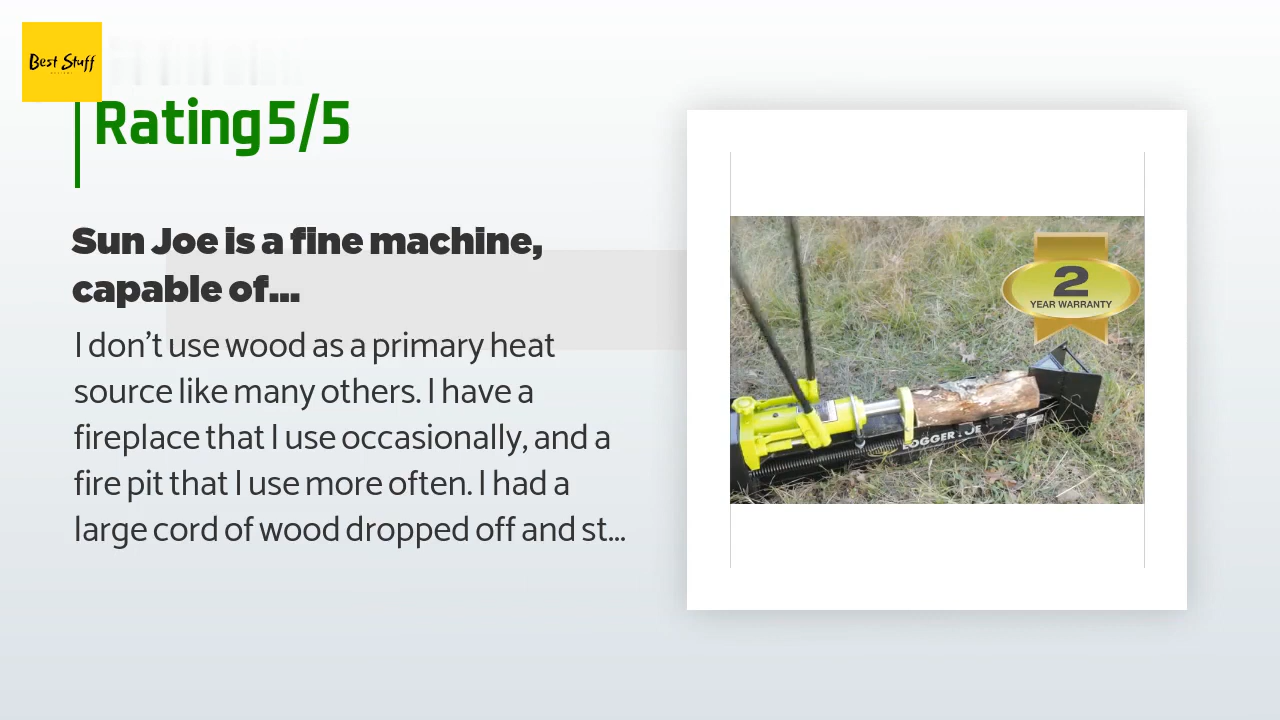 Best Stuff
Rating 5/5
Sun Joe is a fine machine,
capable of...
I don't use wood as a primary heat
source like many others. I have a
fireplace that I use occasionally, and a
fire pit that I use more often. I had a
large cord of wood dropped off and st...
2
YEAR WARRANTY
LOGGER JOE